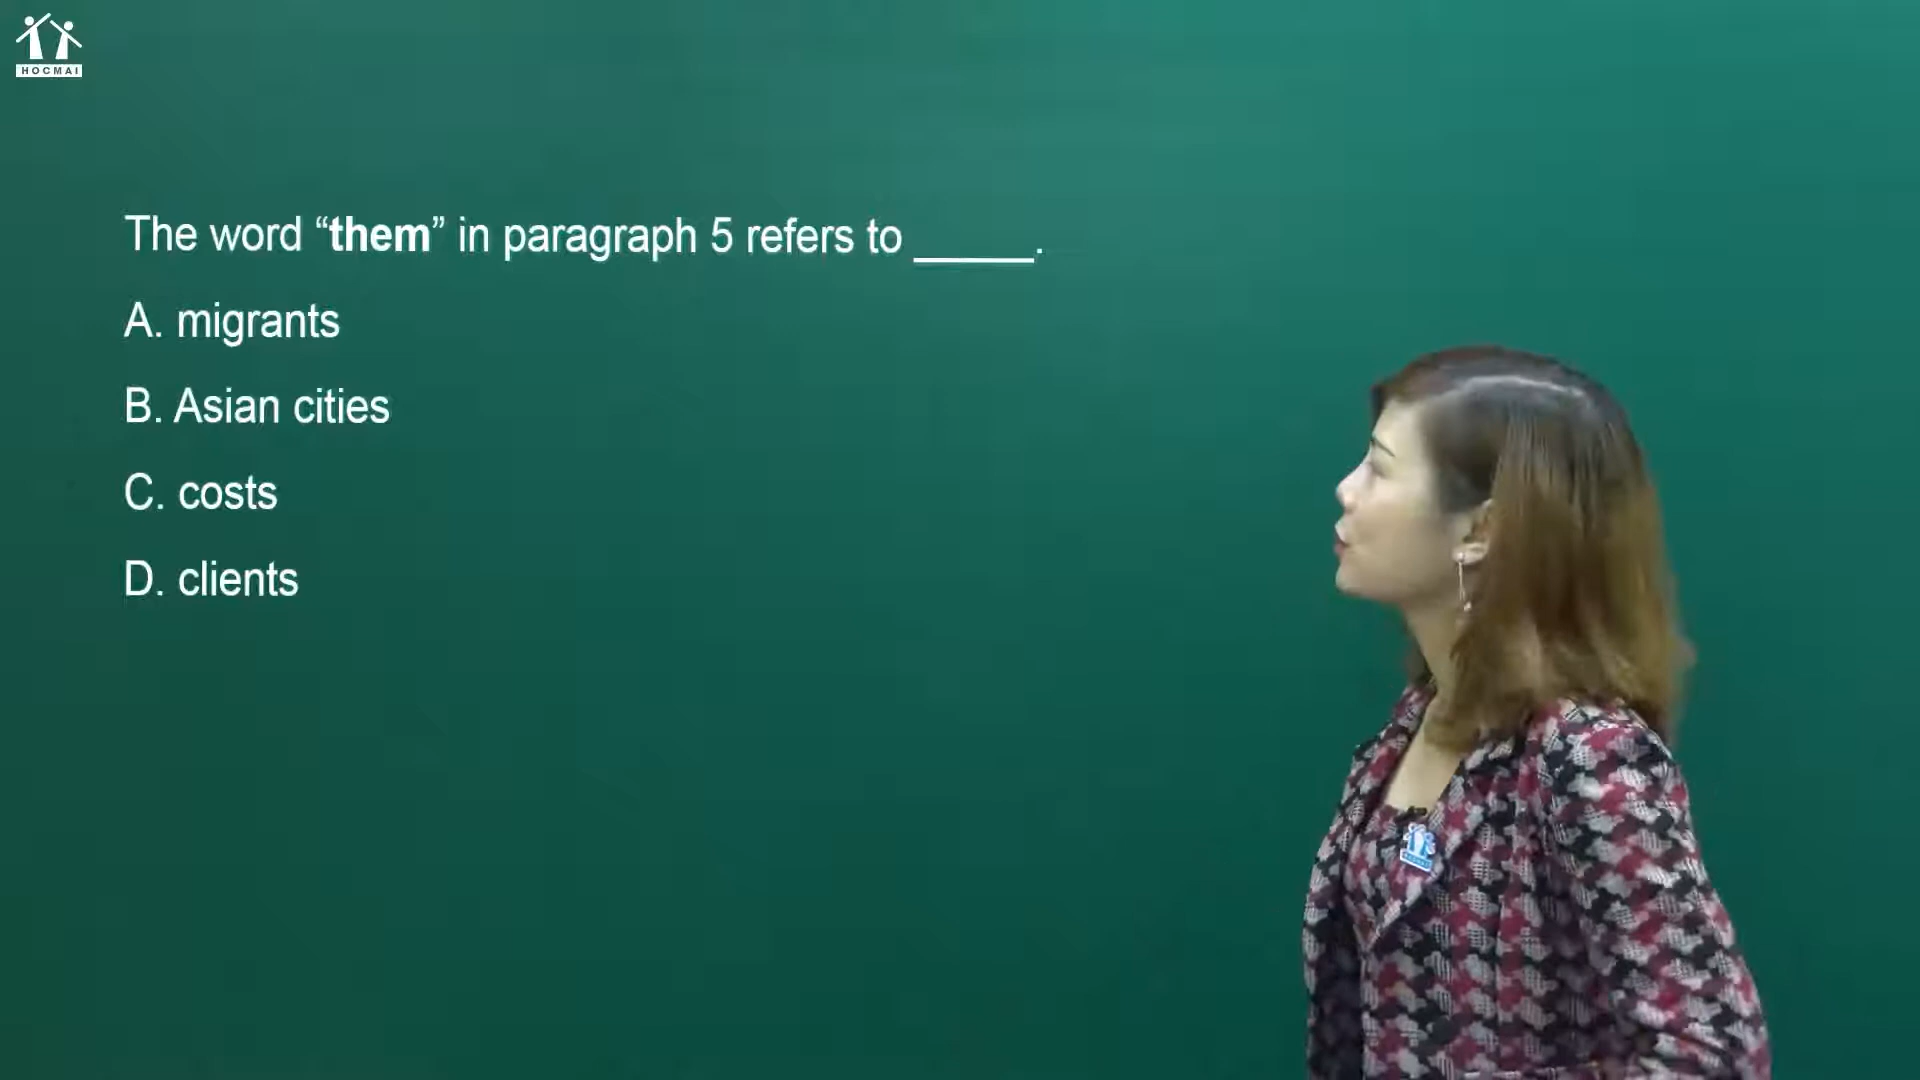 HOCMAI
The word “them” in paragraph 5 refers to _____.
A. migrants
B. Asian cities
C. costs
D. clients